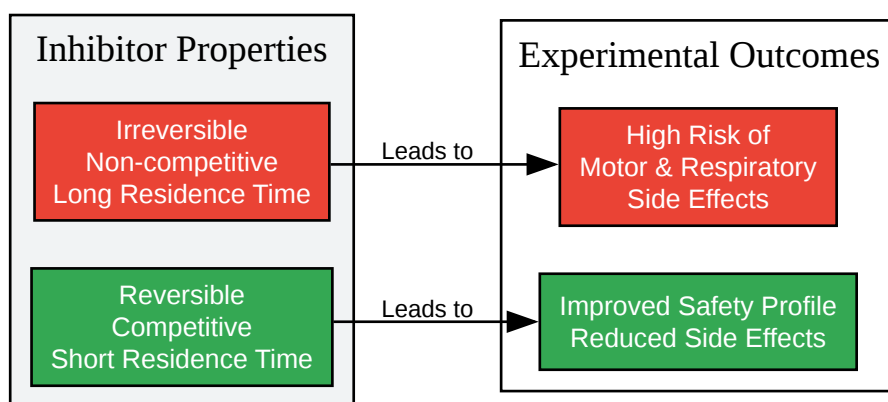 Inhibitor Properties
Irreversible
Non-competitive
Long Residence Time
Reversible
Competitive
Short Residence Time
Leads to
Leads to
Experimental Outcomes
High Risk of
Motor & Respiratory
Side Effects
Improved Safety Profile
Reduced Side Effects